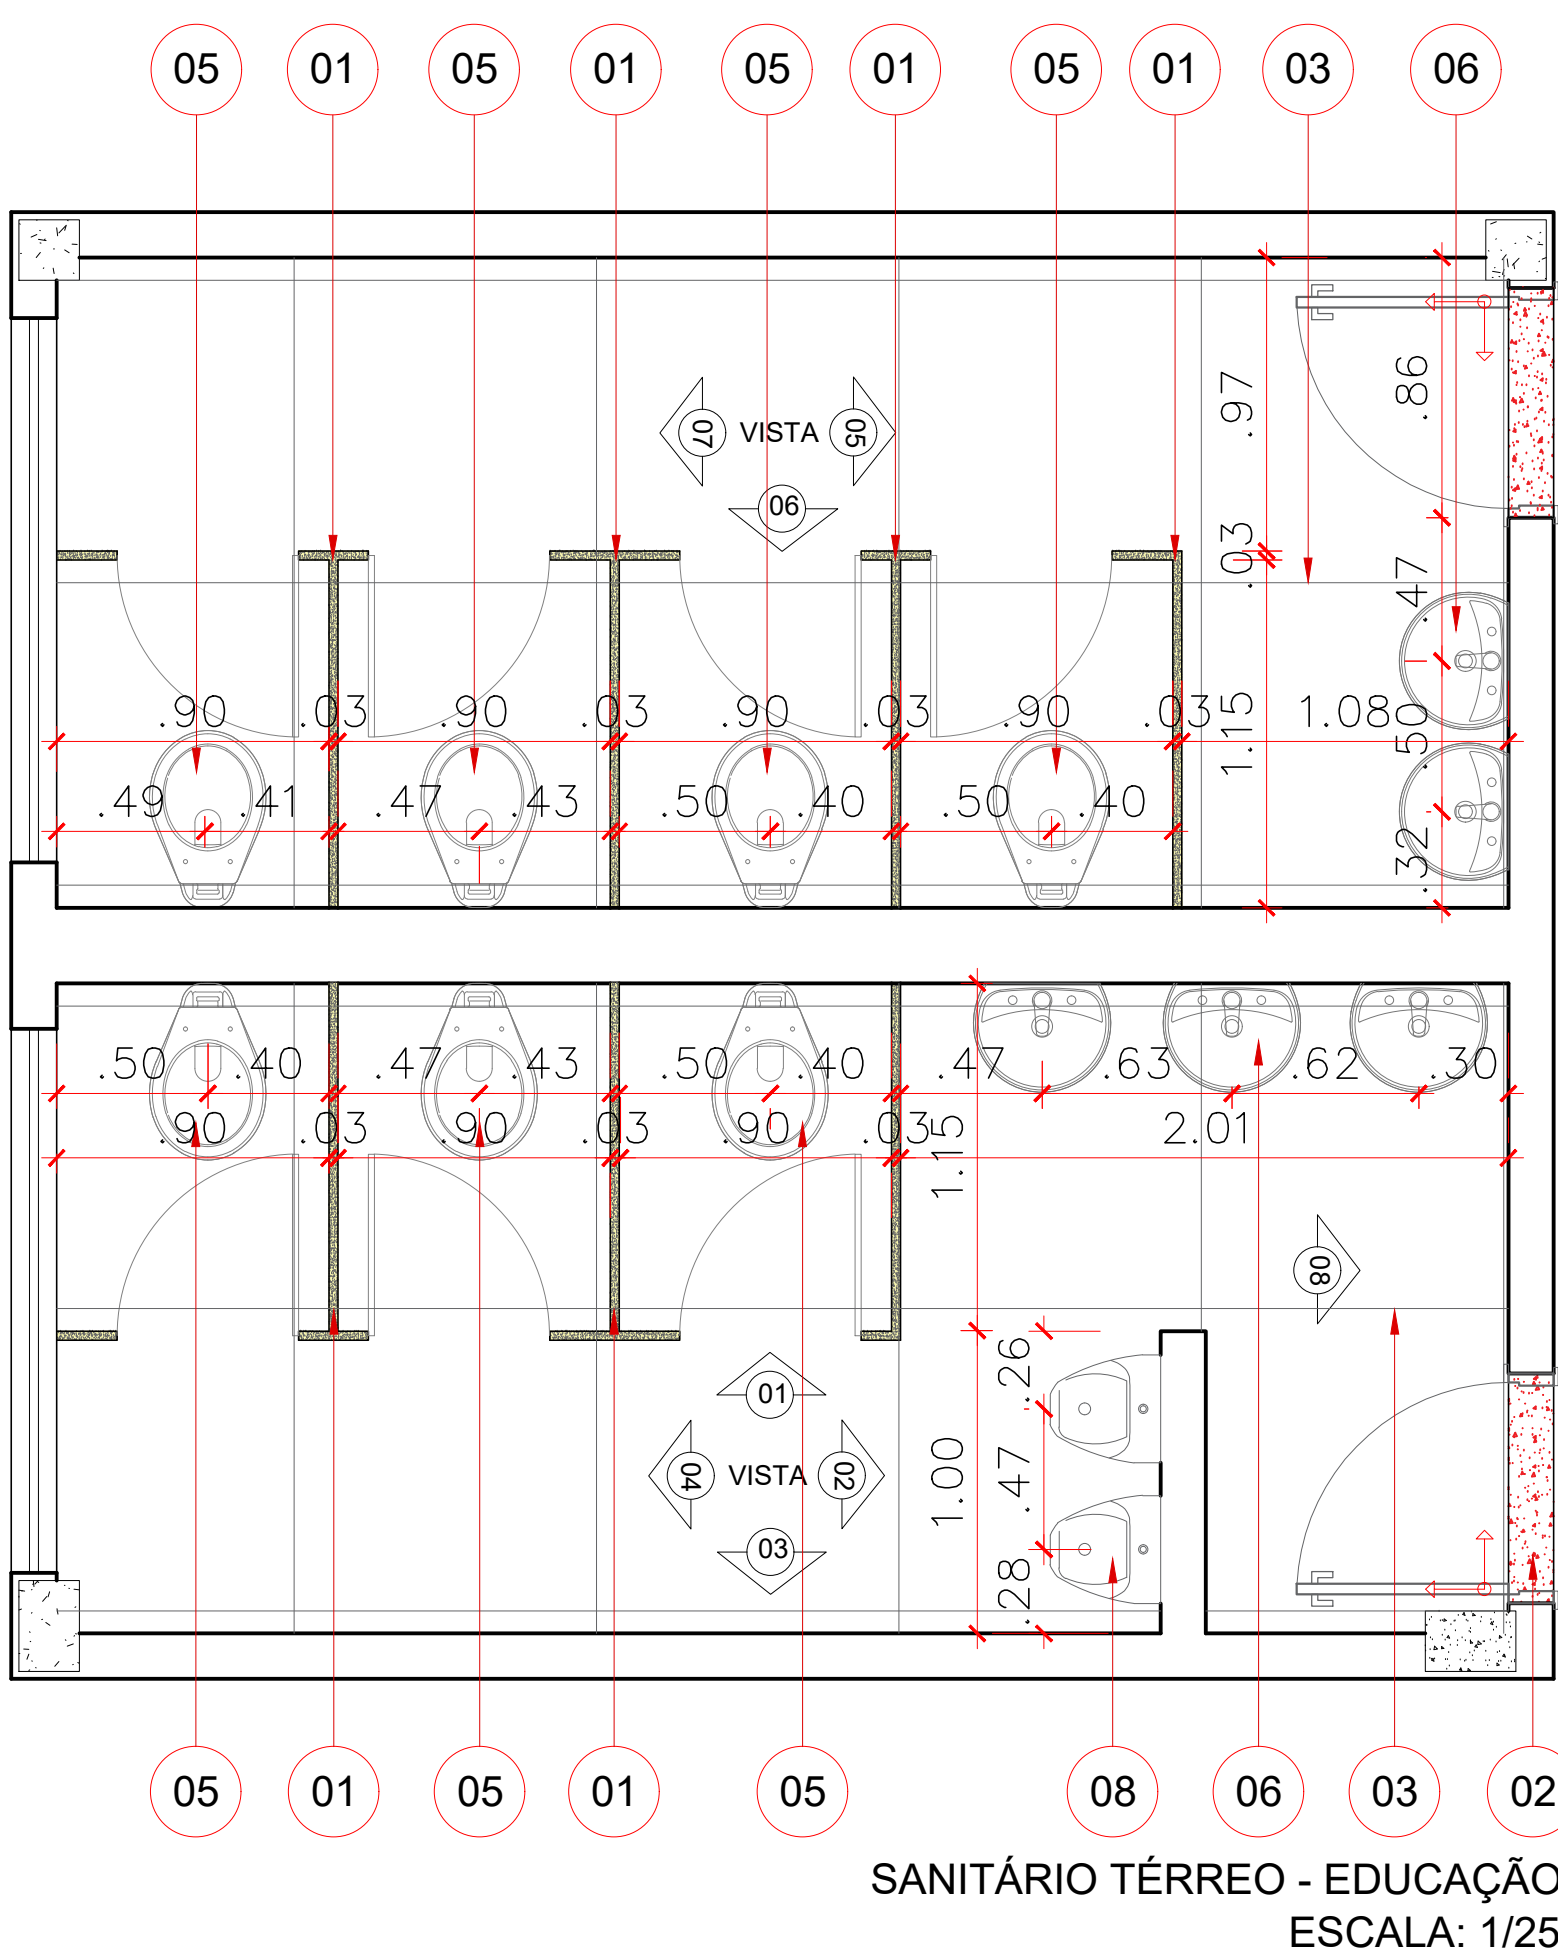 05 01 05 01 05 01 05 01 03 06
.97 .86
07 VISTA 05
06
.03 .47
.90 .03 .90 .03 .90 .03 .90 .03 1.15 1.08 .50
.49 .41 .47 .43 .50 .40 .50 .40 .32
.50 .40 .47 .43 .50 .40 .47 .63 .62 .30
.90 .03 .90 .03 .90 .03 1.15 2.01
08
01 .26
04 VISTA 02 1.00 .47
03 .28
05 01 05 01 05 08 06 03 02
SANITÁRIO TÉRREO - EDUCAÇÃO
ESCALA: 1/25